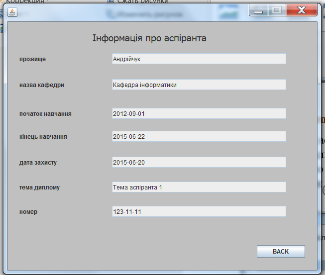 Інформація про аспіранта
прізвище Андрійчук
назва кафедри Кафедра інформатики
початок навчання 2012-09-01
кінець навчання 2015-06-22
дата захисту 2015-06-20
тема диплому Тема аспіранта 1
номер 123-11-11
BACK